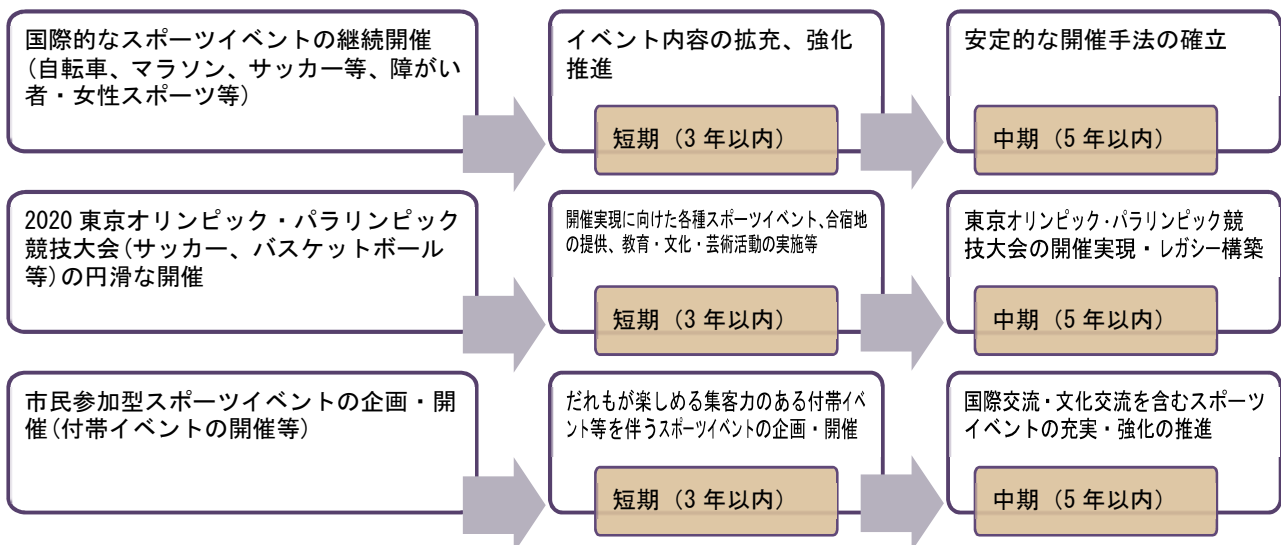 国際的なスポーツイベントの継続開催
(自転車、マラソン、サッカー等、障がい
者・女性スポーツ等)
イベント内容の拡充、強化
推進
短期（3 年以内）
安定的な開催手法の確立
中期（5 年以内）
2020 東京オリンピック・パラリンピック
競技大会(サッカー、バスケットボール
等)の円滑な開催
開催実現に向けた各種スポーツイベント、合宿地
の提供、教育・文化・芸術活動の実施等
短期（3 年以内）
東京オリンピック・パラリンピック競
技大会の開催実現・レガシー構築
中期（5 年以内）
市民参加型スポーツイベントの企画・開
催(付帯イベントの開催等)
だれもが楽しめる集客力のある付帯イベ
ント等を伴うスポーツイベントの企画・開催
短期（3 年以内）
国際交流・文化交流を含むスポーツ
イベントの充実・強化の推進
中期（5 年以内）